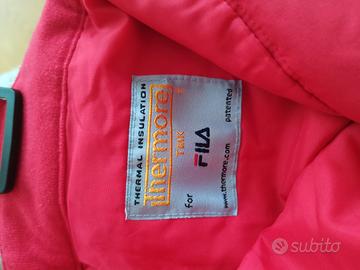 THERMAL INSULATION
thermore
T&K
for FILA
patented
www.thermore.com
subito